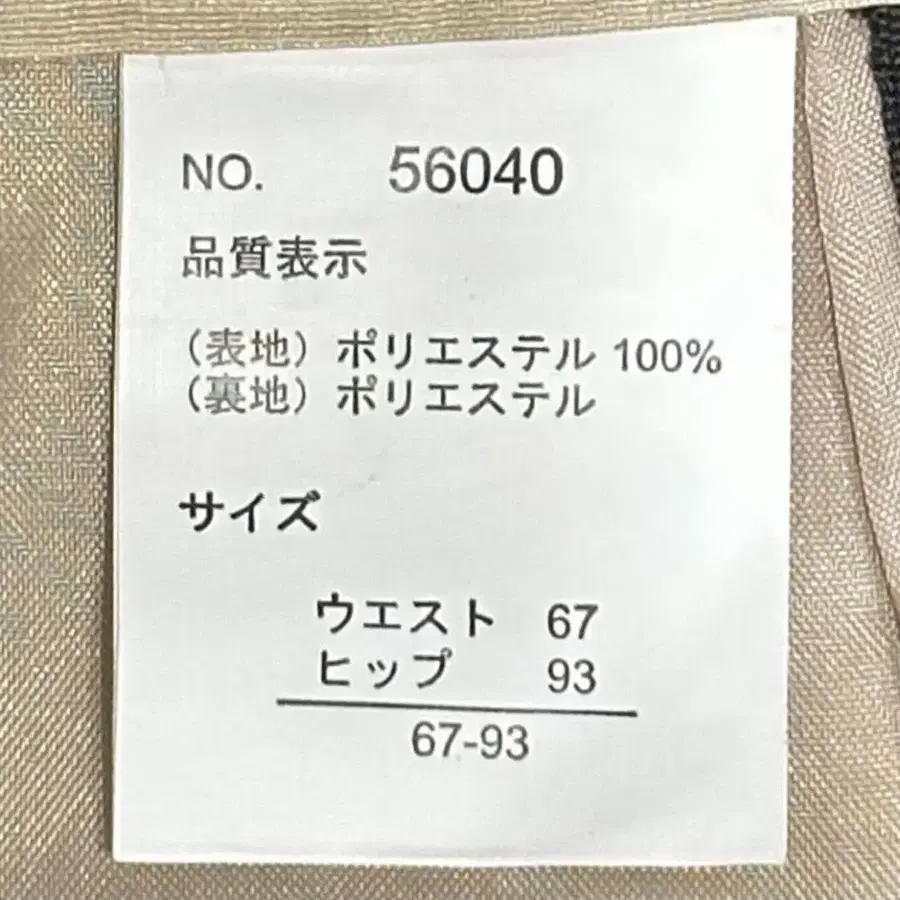 NO. 56040
品質表示
（表地）ポリエステル 100%
（裏地）ポリエステル
サイズ
ウエスト 67
ヒップ 93
67-93